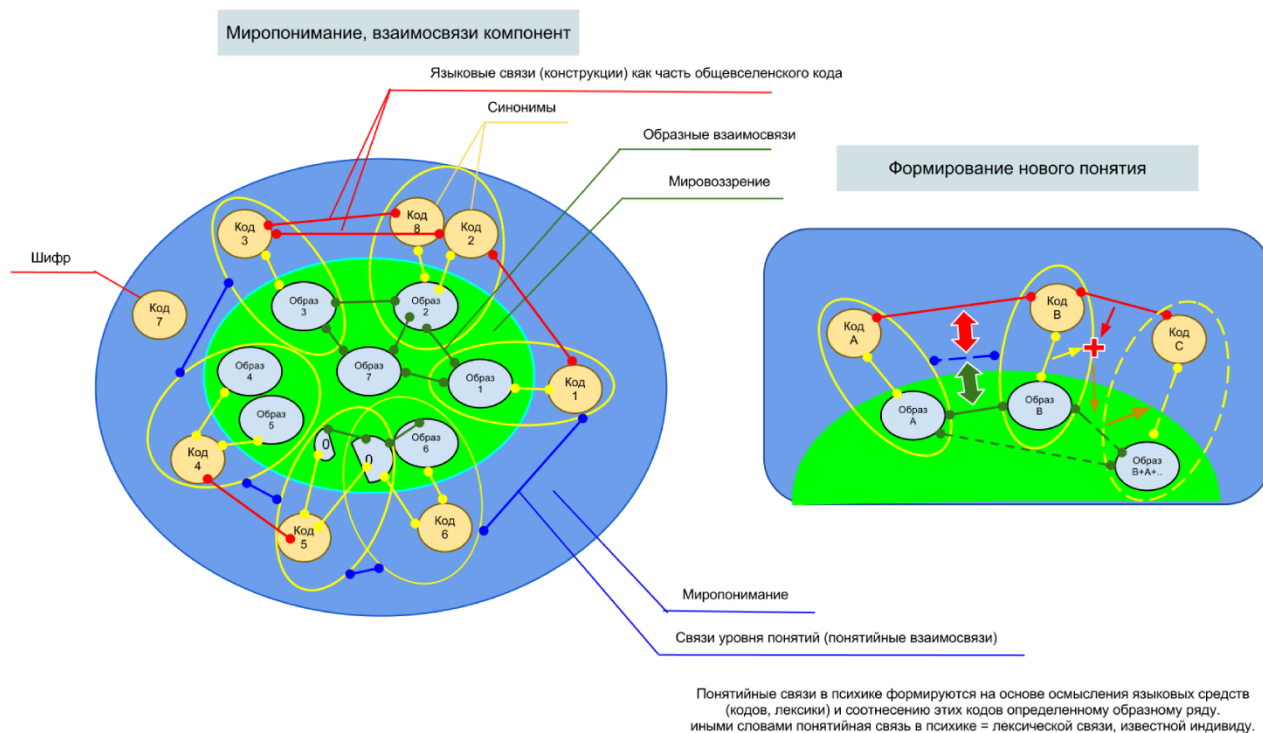 Миропонимание, взаимосвязи компонент
Языковые связи (конструкции) как часть общевселенского кода
Синонимы
Образные взаимосвязи
Мировоззрение
Шифр
Код
3
Код
8
Код
2
Код
7
Образ
3
Образ
2
Образ
7
Образ
1
Код
1
Образ
4
Образ
5
Код
4
0
0
Образ
6
Код
5
Код
6
Миропонимание
Связи уровня понятий (понятийные взаимосвязи)
Формирование нового понятия
Код
A
Код
B
Код
C
Образ
A
Образ
B
Образ
B+A+..
Понятийные связи в психике формируются на основе осмысления языковых средств
(кодов, лексики) и соотнесению этих кодов определенному образному ряду.
иными словами понятийная связь в психике = лексической связи, известной индивиду.